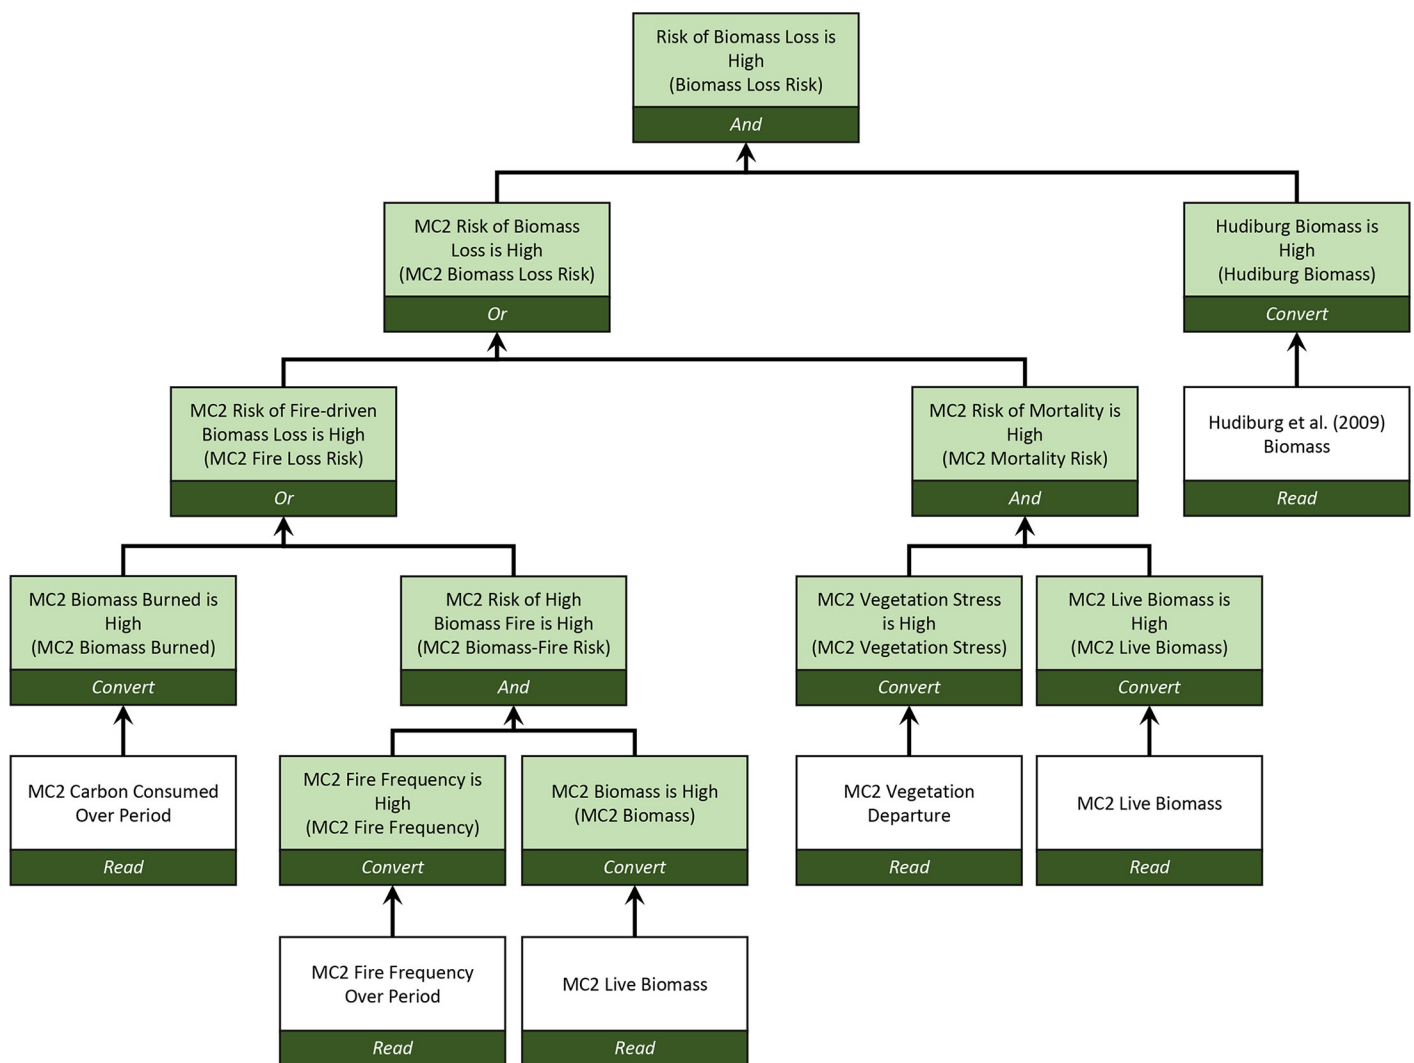 Risk of Biomass Loss is
High
(Biomass Loss Risk)
And
MC2 Risk of Biomass
Loss is High
(MC2 Biomass Loss Risk)
Or
Hudiburg Biomass is
High
(Hudiburg Biomass)
Convert
MC2 Risk of Fire-driven
Biomass Loss is High
(MC2 Fire Loss Risk)
Or
MC2 Risk of Mortality is
High
(MC2 Mortality Risk)
And
Hudiburg et al. (2009)
Biomass
Read
MC2 Biomass Burned is
High
(MC2 Biomass Burned)
Convert
MC2 Risk of High
Biomass Fire is High
(MC2 Biomass-Fire Risk)
And
MC2 Vegetation Stress
is High
(MC2 Vegetation Stress)
Convert
MC2 Live Biomass is
High
(MC2 Live Biomass)
Convert
MC2 Carbon Consumed
Over Period
Read
MC2 Fire Frequency is
High
(MC2 Fire Frequency)
Convert
MC2 Biomass is High
(MC2 Biomass)
Convert
MC2 Vegetation
Departure
Read
MC2 Live Biomass
Read
MC2 Fire Frequency
Over Period
Read
MC2 Live Biomass
Read